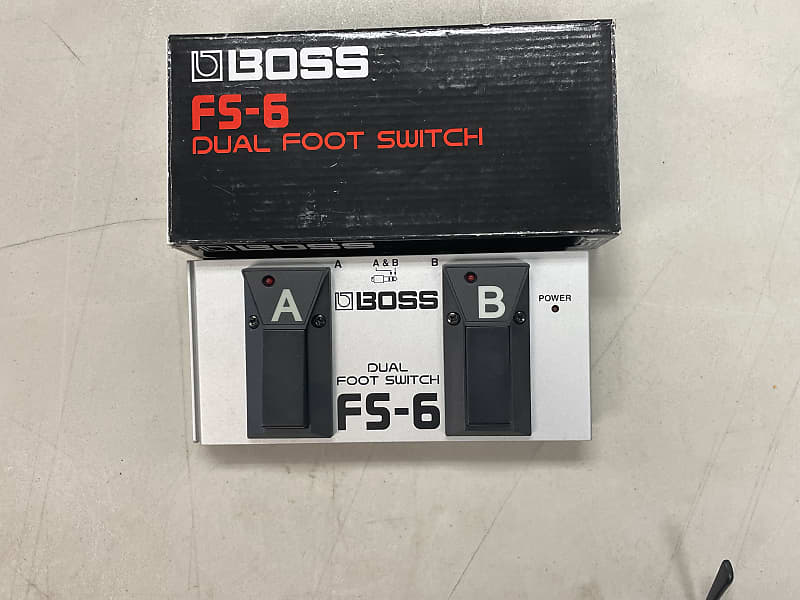 BOSS
FS-6
DUAL FOOT SWITCH
BOSS
A A & B B
A
BOSS
B
POWER
DUAL
FOOT SWITCH
FS-6